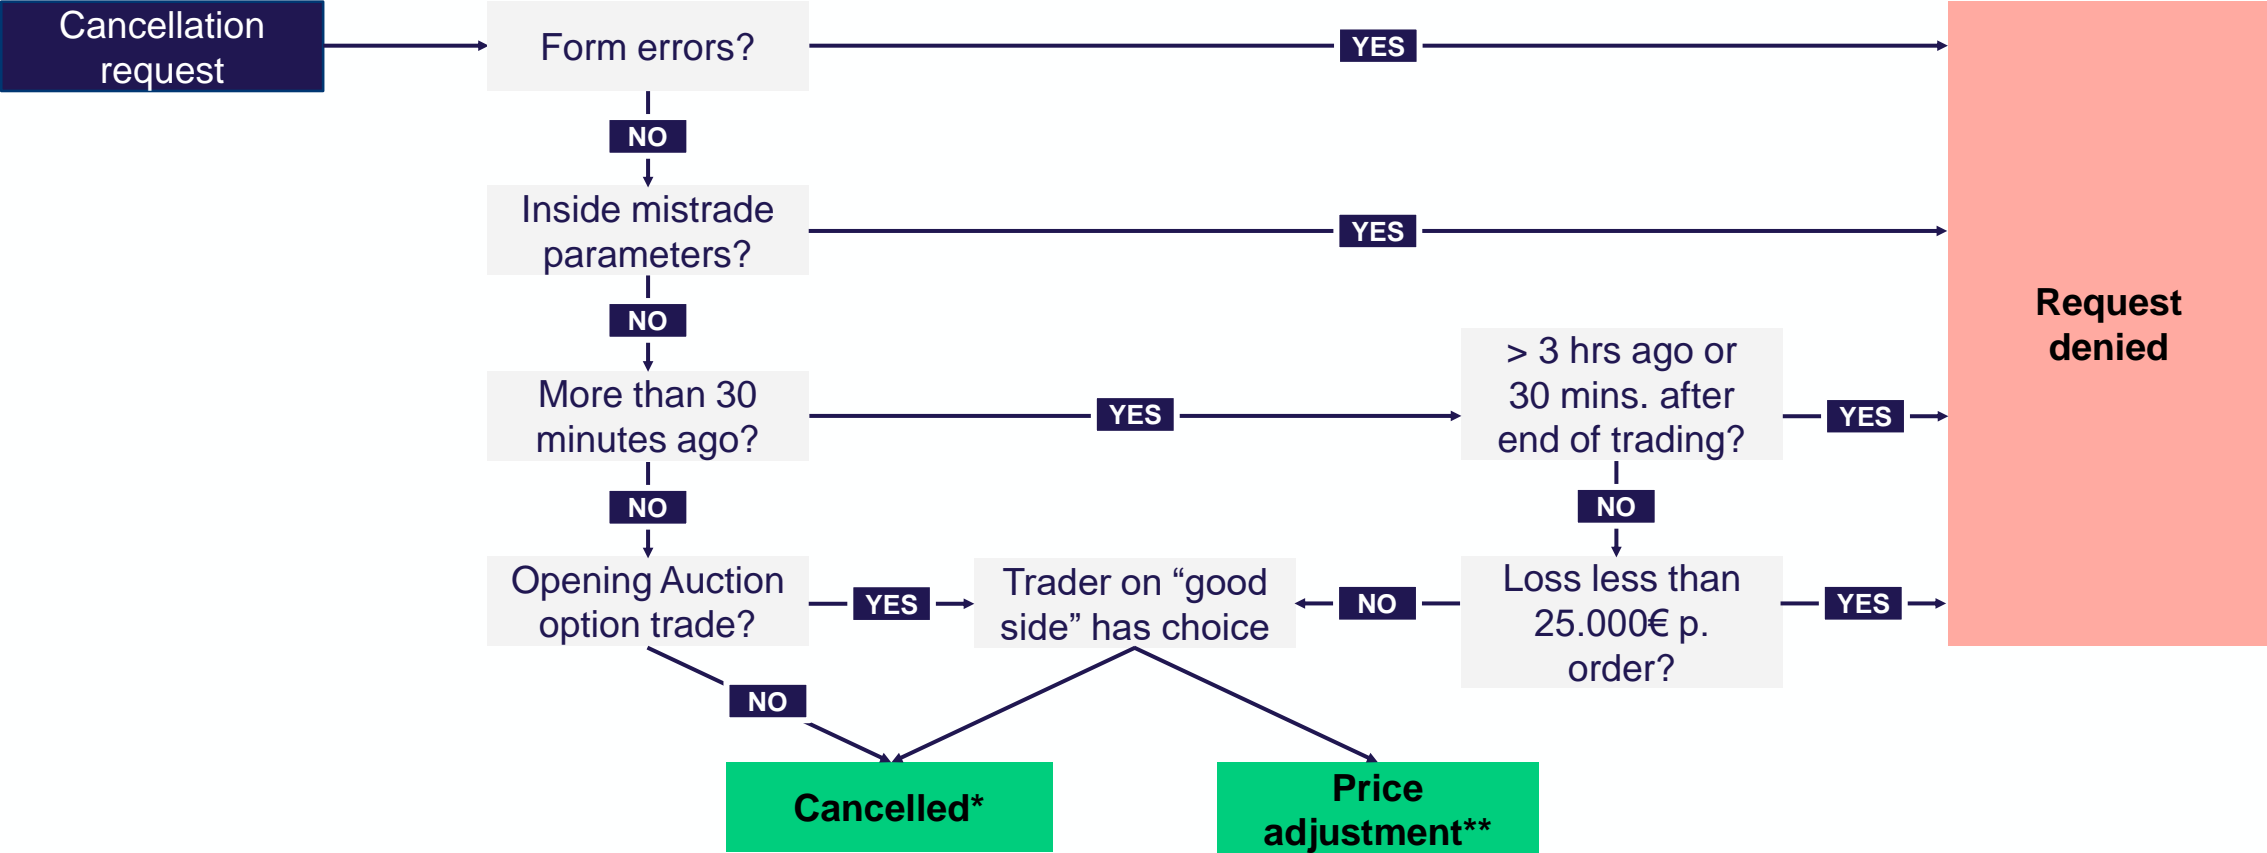 Cancellation
request
Form errors?
YES
NO
Inside mistrade
parameters?
YES
NO
More than 30
minutes ago?
YES
> 3 hrs ago or
30 mins. after
end of trading?
YES
NO
NO
Opening Auction
option trade?
YES
Trader on “good
side” has choice
NO
Loss less than
25.000€ p.
order?
YES
Request
denied
NO
Cancelled*
Price
adjustment**